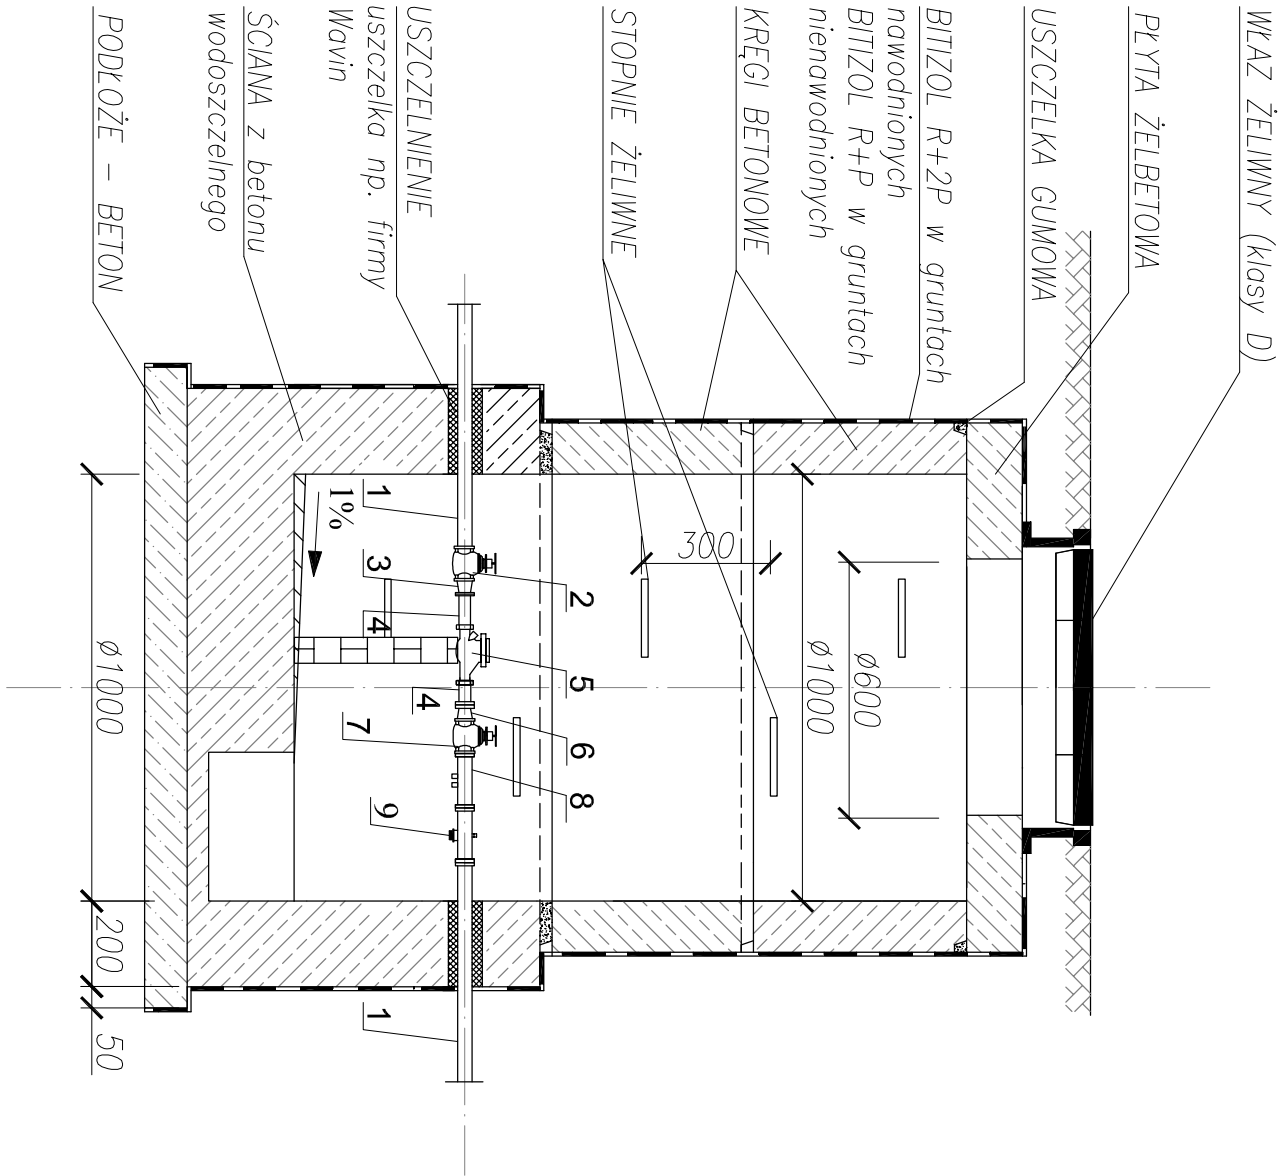 WŁAZ ŻELIWNY (klasy D)
PŁYTA ŻELBETOWA
USZCZELKA GUMOWA
BITIZOL R+2P w gruntach
nawodnionych
BITIZOL R+P w gruntach
nienawodnionych
KRĘGI BETONOWE
STOPNIE ŻELIWNE
USZCZELNIENIE
uszczelka np. firmy
Wavin
ŚCIANA z betonu
wodoszczelnego
PODŁOŻE – BETON
300
ø600
ø1000
2
5
6
8
1
3
4
4
7
9
1
1%
ø1000
200
50